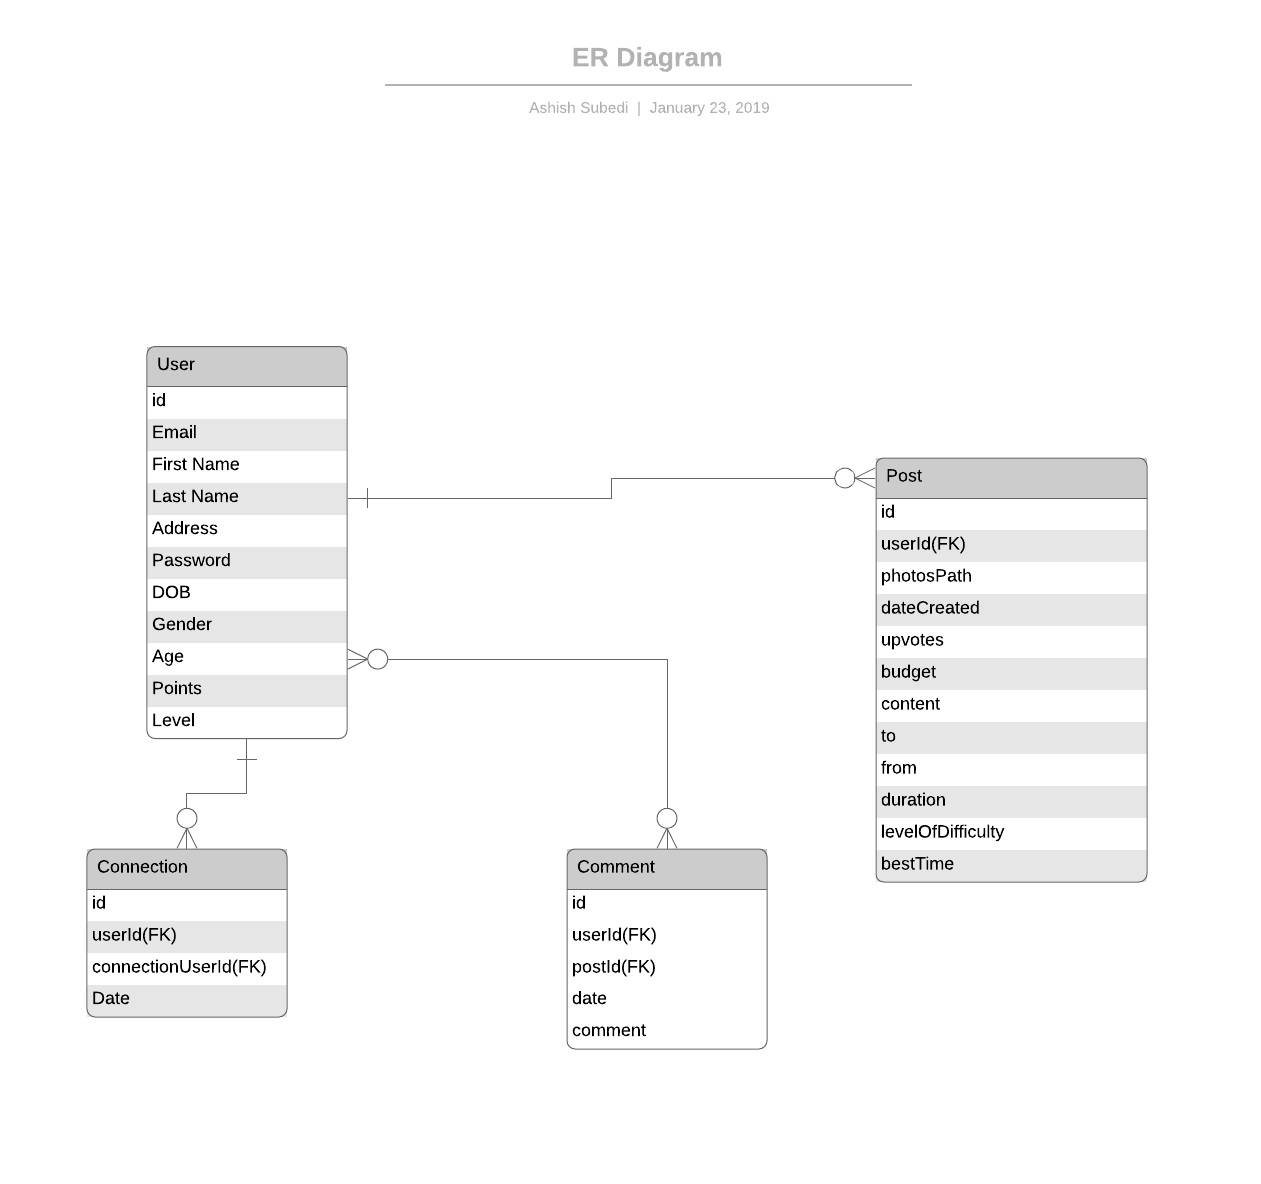 ER Diagram
Ashish Subedi | January 23, 2019
User
id
Email
First Name
Last Name
Address
Password
DOB
Gender
Age
Points
Level
Post
id
userId(FK)
photosPath
dateCreated
upvotes
budget
content
to
from
duration
levelOfDifficulty
bestTime
Connection
id
userId(FK)
connectionUserId(FK)
Date
Comment
id
userId(FK)
postId(FK)
date
comment